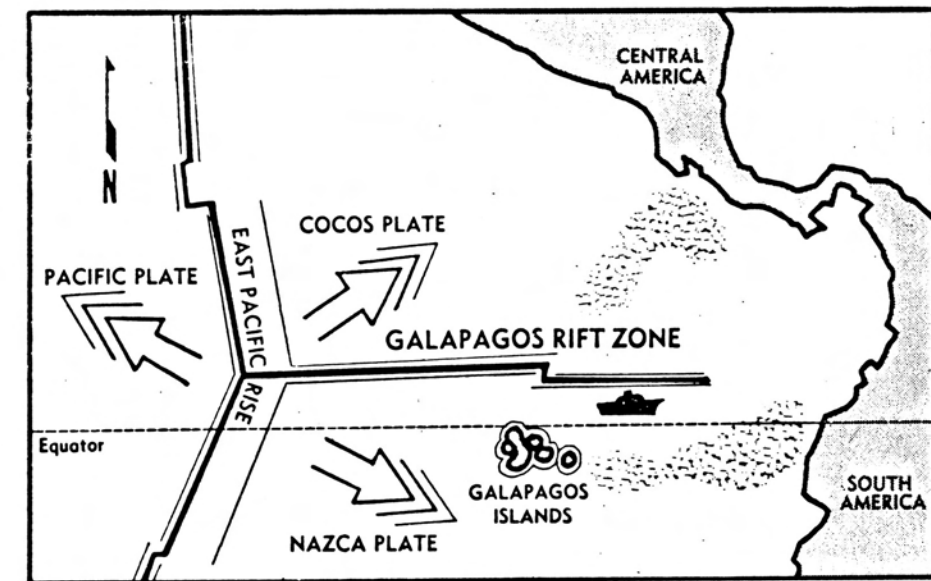 CENTRAL
AMERICA
N
COCOS PLATE
PACIFIC PLATE
EAST PACIFIC RISE
GALAPAGOS RIFT ZONE
Equator
GALAPAGOS
ISLANDS
SOUTH
AMERICA
NAZCA PLATE